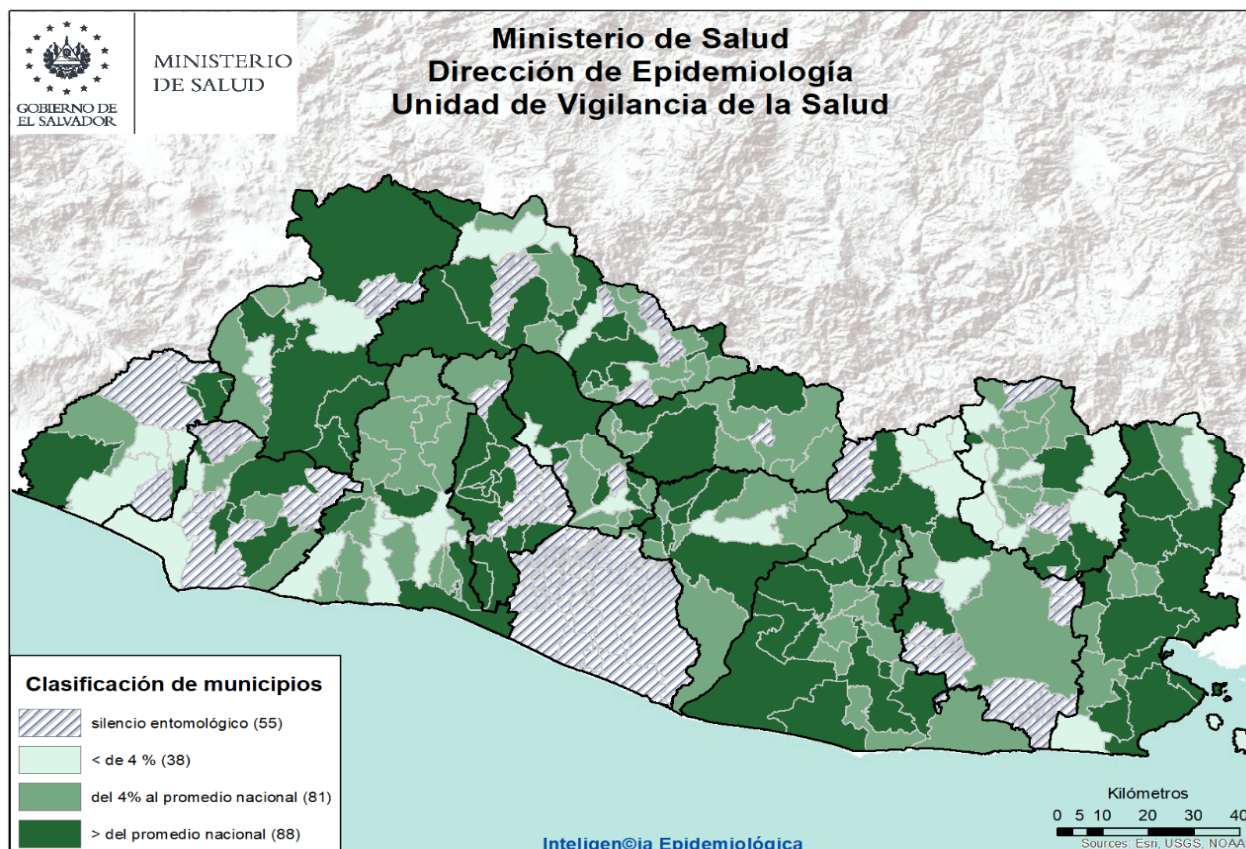 GOBIERNO DE
EL SALVADOR
MINISTERIO
DE SALUD
Ministerio de Salud
Dirección de Epidemiología
Unidad de Vigilancia de la Salud
Clasificación de municipios
silencio entomológico (55)
< de 4 % (38)
del 4% al promedio nacional (81)
> del promedio nacional (88)
Inteligen©ia Epidemiológica
Kilómetros
0 5 10 20 30 40
Sources: Esri, USGS, NOAA